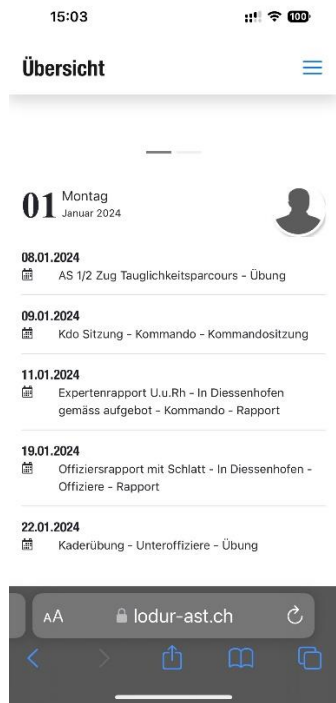 15:03
100
Übersicht
01 Montag
Januar 2024
08.01.2024
AS 1/2 Zug Tauglichkeitsparcours - Übung
09.01.2024
Kdo Sitzung - Kommando - Kommandositzung
11.01.2024
Expertenrapport U.u.Rh - In Diessenhofen
gemäss aufgebot - Kommando - Rapport
19.01.2024
Offiziersrapport mit Schlatt - In Diessenhofen -
Offiziere - Rapport
22.01.2024
Kaderübung - Unteroffiziere - Übung
AA lodur-ast.ch